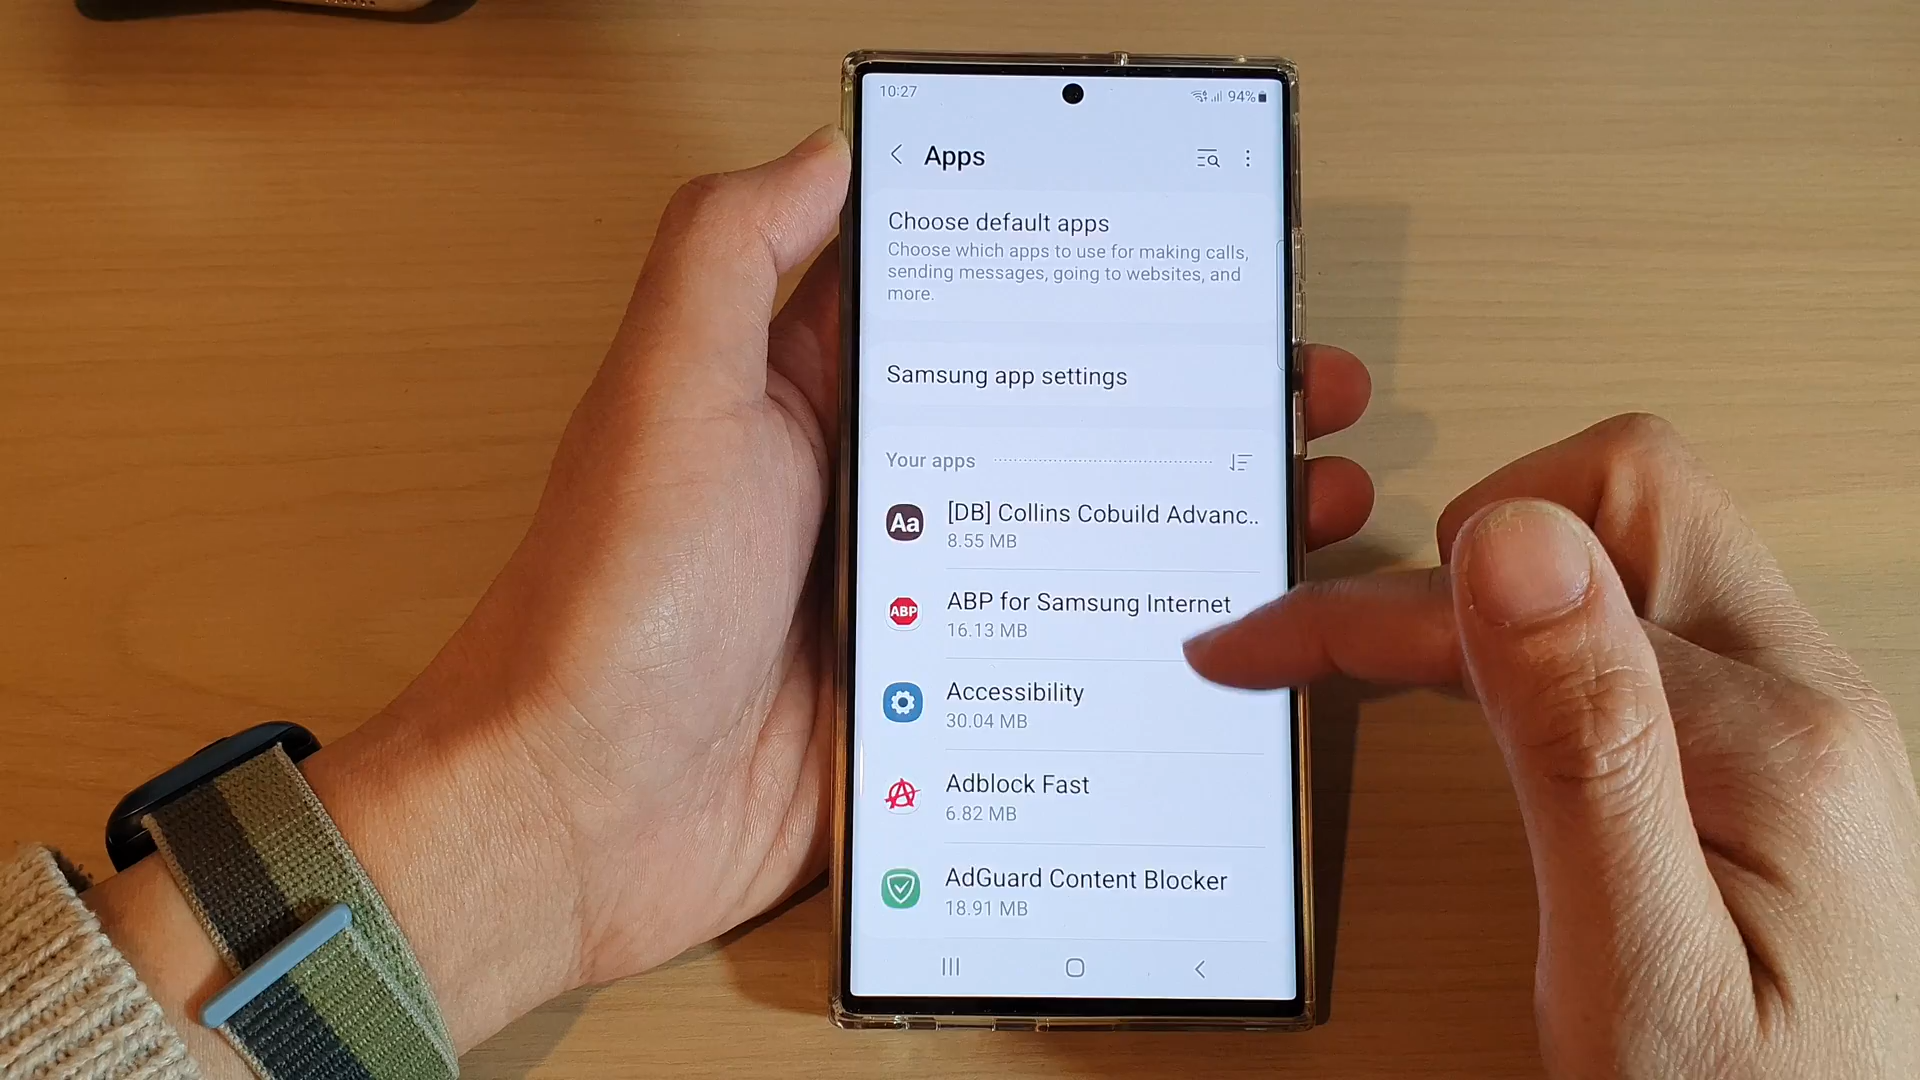 10:27
94%
Apps
Choose default apps
Choose which apps to use for making calls,
sending messages, going to websites, and
more.
Samsung app settings
Your apps
Aa
[DB] Collins Cobuild Advanc..
8.55 MB
ABP
ABP for Samsung Internet
16.13 MB
Accessibility
30.04 MB
Adblock Fast
6.82 MB
AdGuard Content Blocker
18.91 MB